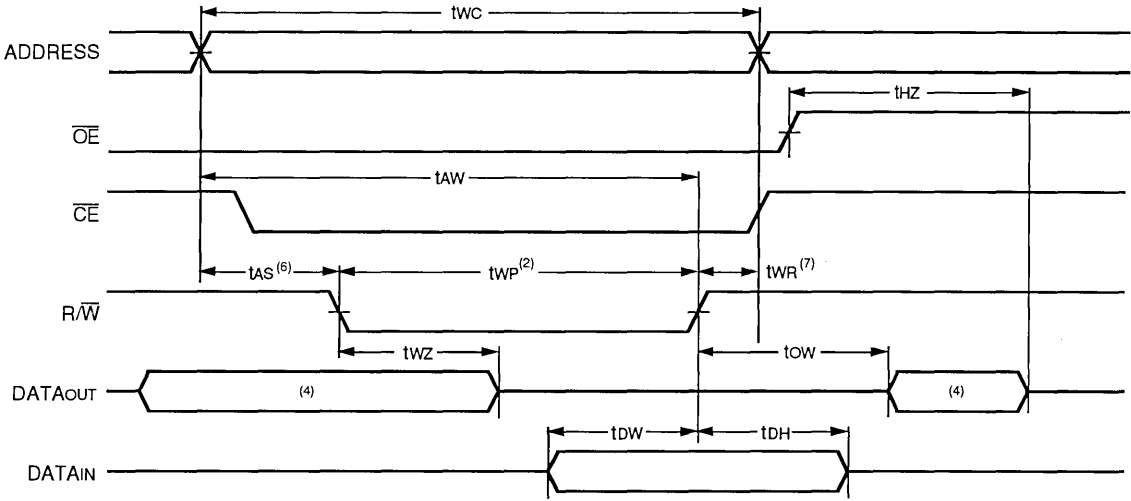 tWC
ADDRESS
tHZ
OE
tAW
CE
tAS(6)
tWP(2)
tWR(7)
R/W
tWZ
tOW
DATAOUT
(4)
(4)
tDW
tDH
DATAIN